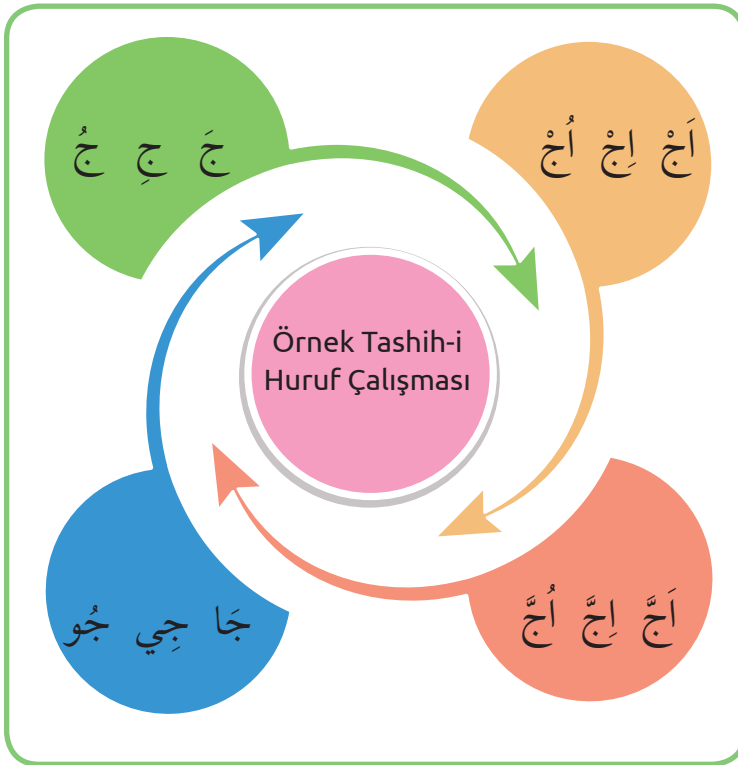 جَ جِ جُ
اَجْ اِجْ اُجْ
Örnek Tashih-i
Huruf Çalışması
جَا جِي جُو
اَجَّ اِجَّ اُجَّ